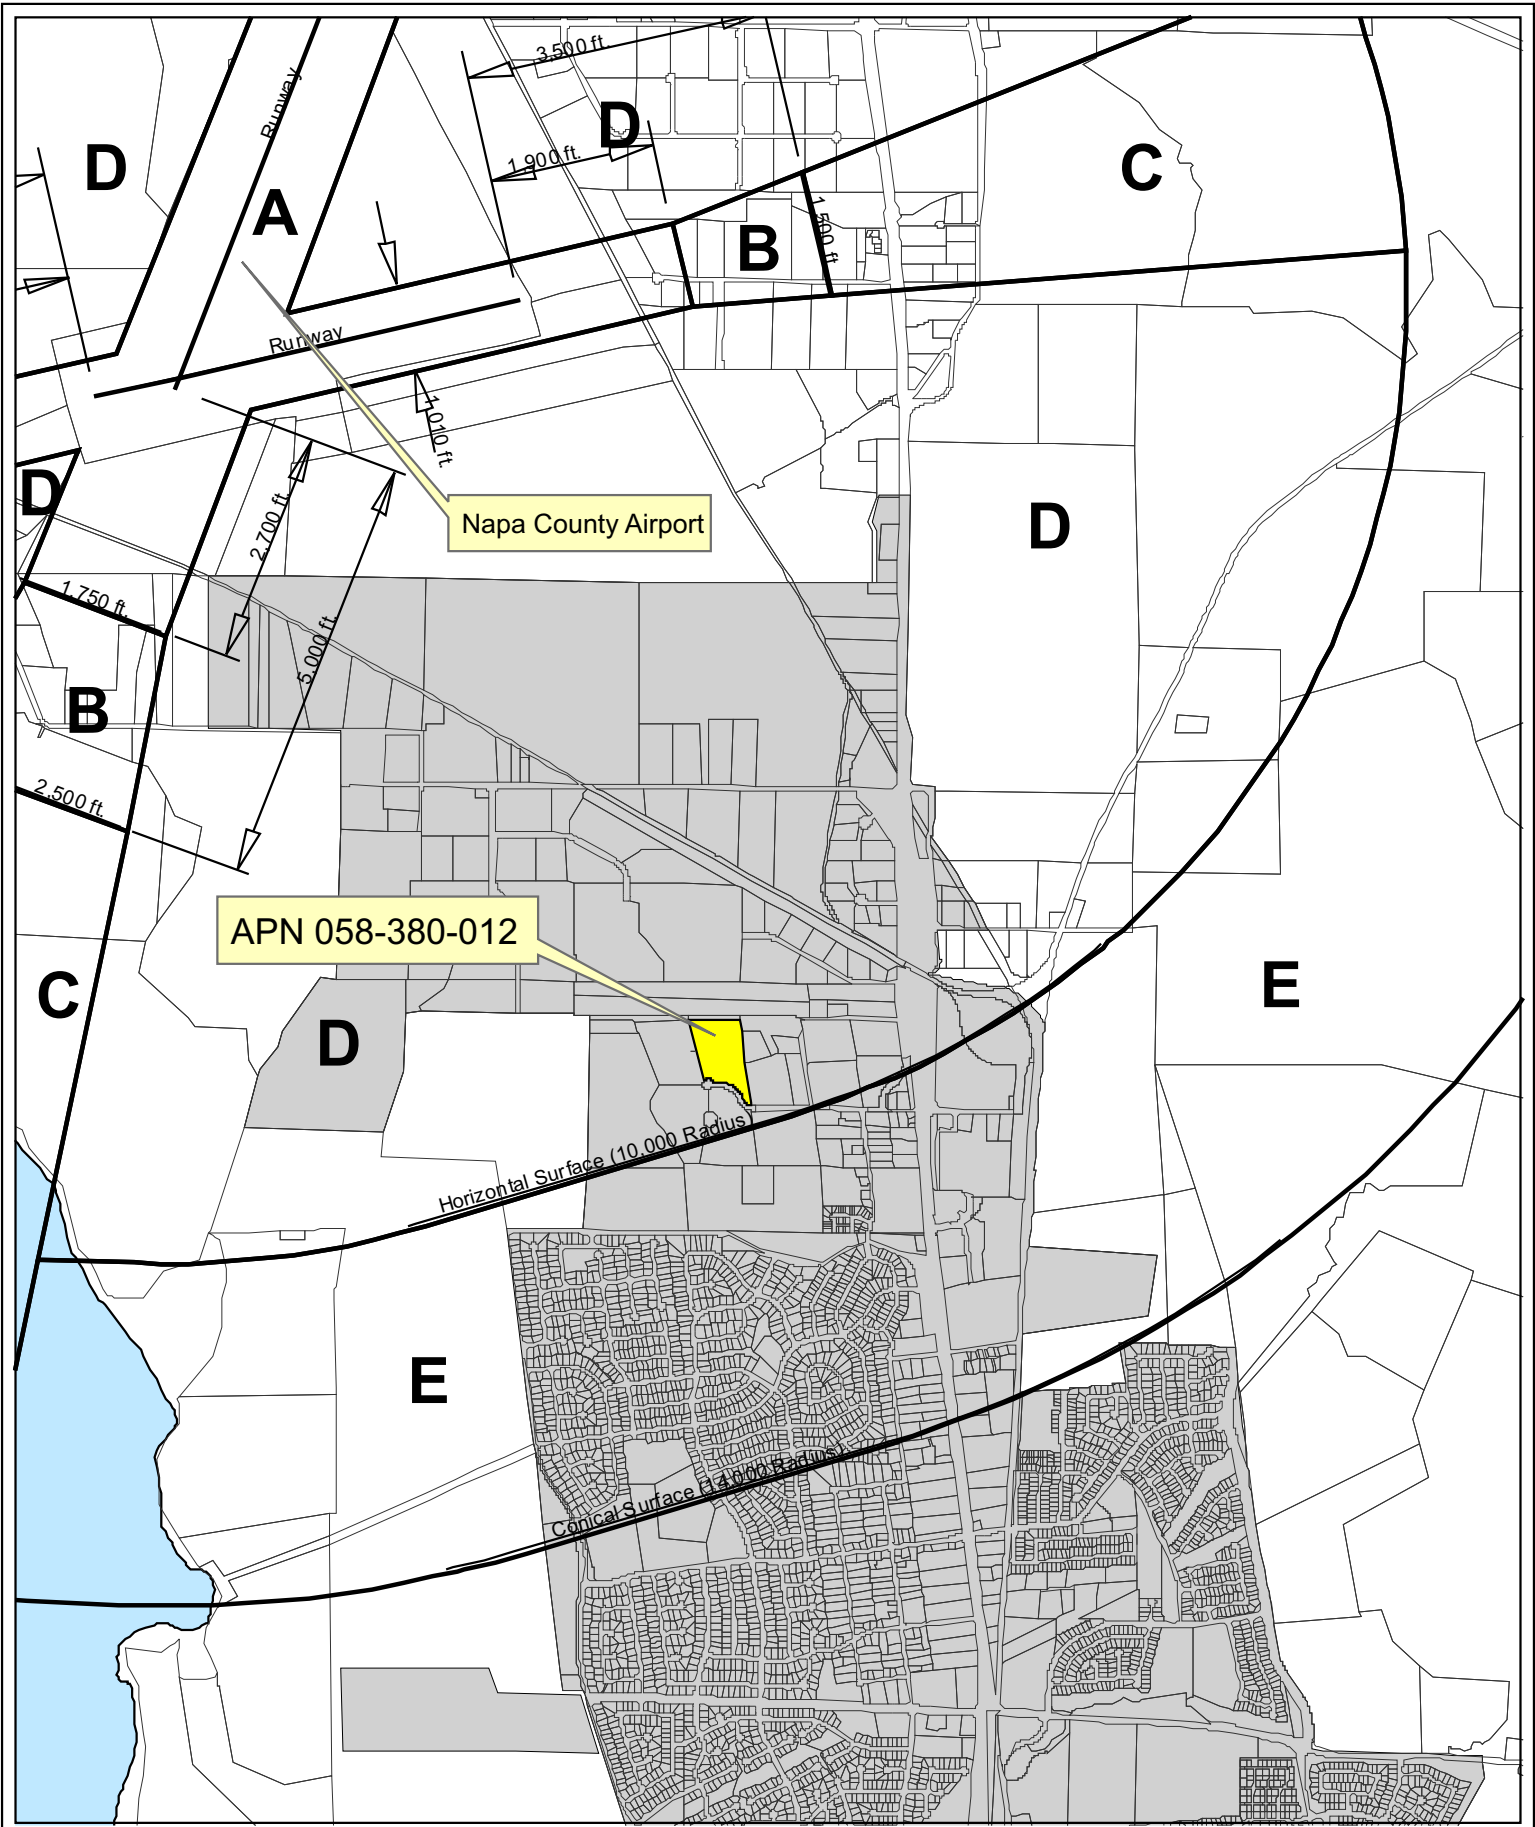 3,500 ft.
Runway
D
D
1,900 ft.
C
A
1,500 ft.
B
Runway
1,010 ft.
D
2,700 ft.
Napa County Airport
D
1,750 ft.
5,000 ft.
B
2,500 ft.
APN 058-380-012
C
E
D
Horizontal Surface (10,000 Radius)
E
Conical Surface (14,000 Radius)